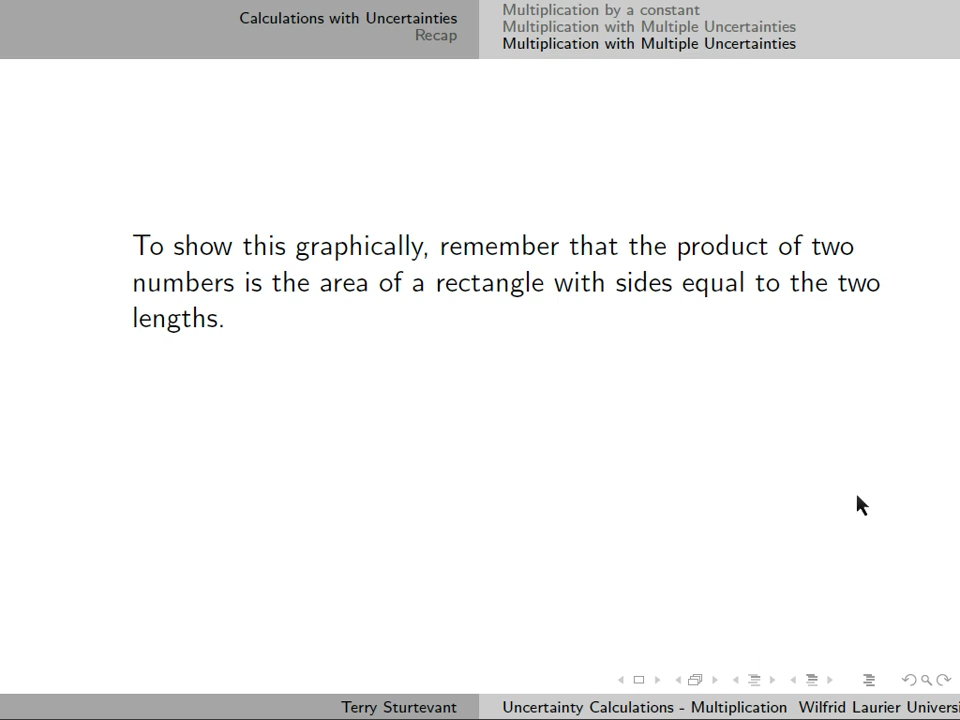 Calculations with Uncertainties
Recap
Multiplication by a constant
Multiplication with Multiple Uncertainties
Multiplication with Multiple Uncertainties
To show this graphically, remember that the product of two
numbers is the area of a rectangle with sides equal to the two
lengths.
Terry Sturtevant
Uncertainty Calculations - Multiplication Wilfrid Laurier Universi